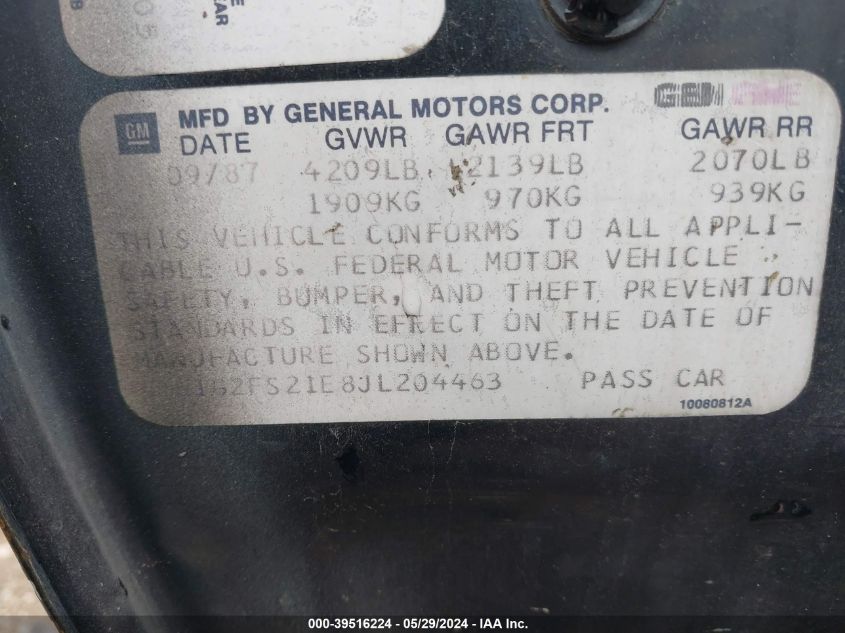 AR
GM
MFD BY GENERAL MOTORS CORP.
DATE GVWR GAWR FRT GAWR RR
09/87 4209LB 2139LB 2070LB
1909KG 970KG 939KG
THIS VEHICLE CONFORMS TO ALL APPLI-
CABLE U.S. FEDERAL MOTOR VEHICLE
SAFETY, BUMPER, AND THEFT PREVENTION
STANDARDS IN EFFECT ON THE DATE OF
MANUFACTURE SHOWN ABOVE.
1G2FS21E8JL204463 PASS CAR
10080812A
000-39516224 - 05/29/2024 - IAA Inc.